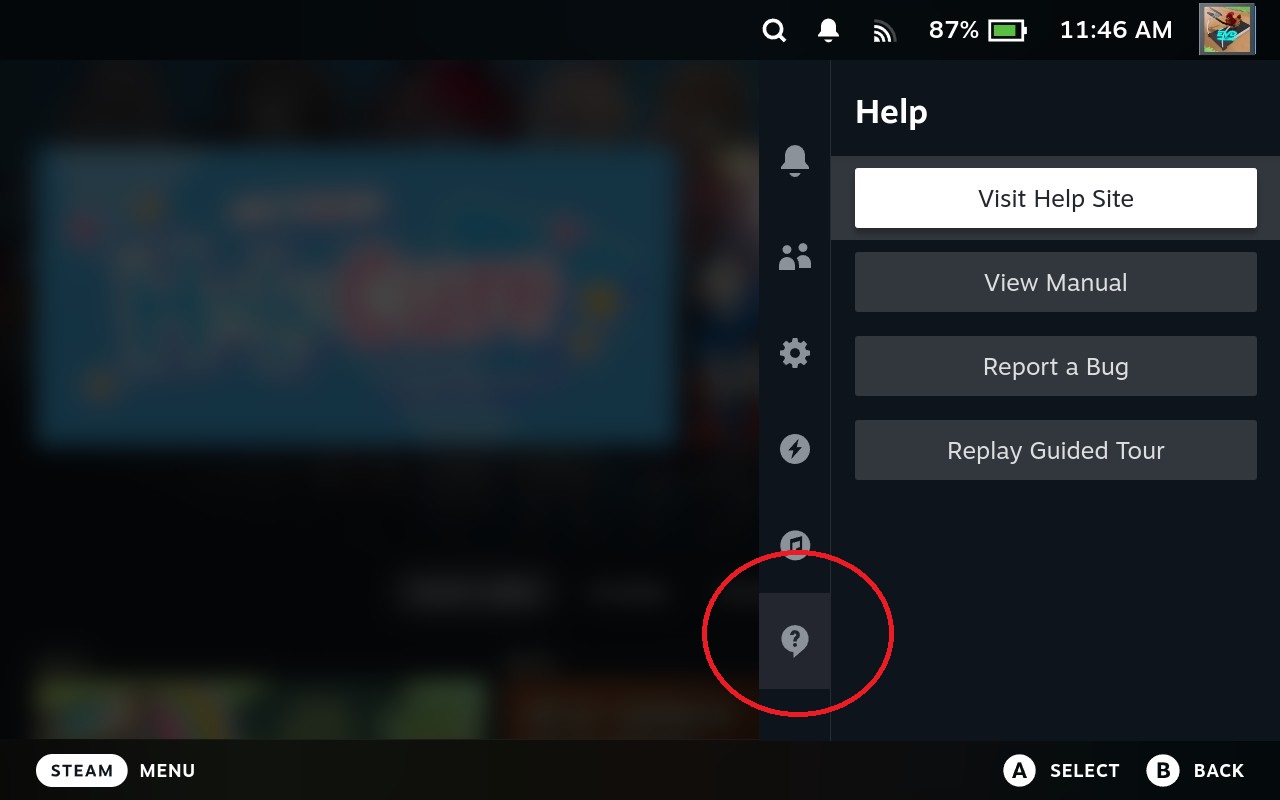 87% 11:46 AM
Help
Visit Help Site
View Manual
Report a Bug
Replay Guided Tour
STEAM MENU
A SELECT B BACK